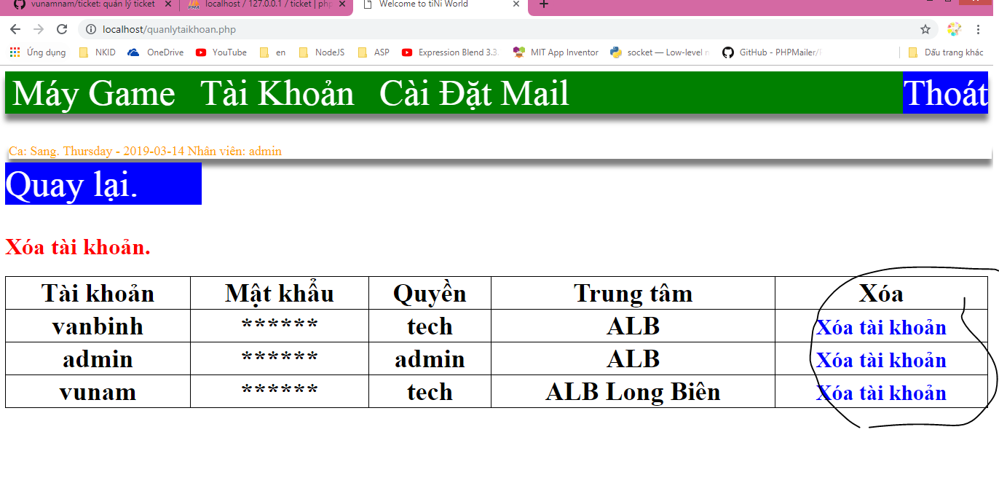 vunamnam/ticket: quản lý ticket localhost / 127.0.0.1 / ticket | php Welcome to tiNi World
localhost/quanlytaikhoan.php
Ứng dụng NKID OneDrive YouTube en NodeJS ASP Expression Blend 3.3. MIT App Inventor socket — Low-level GitHub - PHPMailer/ Dấu trang khác
Máy Game Tài Khoản Cài Đặt Mail Thoát
Ca: Sang. Thursday - 2019-03-14 Nhân viên: admin
Quay lại.
Xóa tài khoản.
Tài khoản Mật khẩu Quyền Trung tâm Xóa
vanbinh ****** tech ALB Xóa tài khoản
admin ****** admin ALB Xóa tài khoản
vunam ****** tech ALB Long Biên Xóa tài khoản